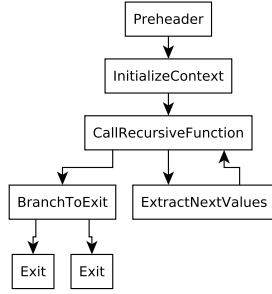 Preheader
InitializeContext
CallRecursiveFunction
BranchToExit
ExtractNextValues
Exit
Exit